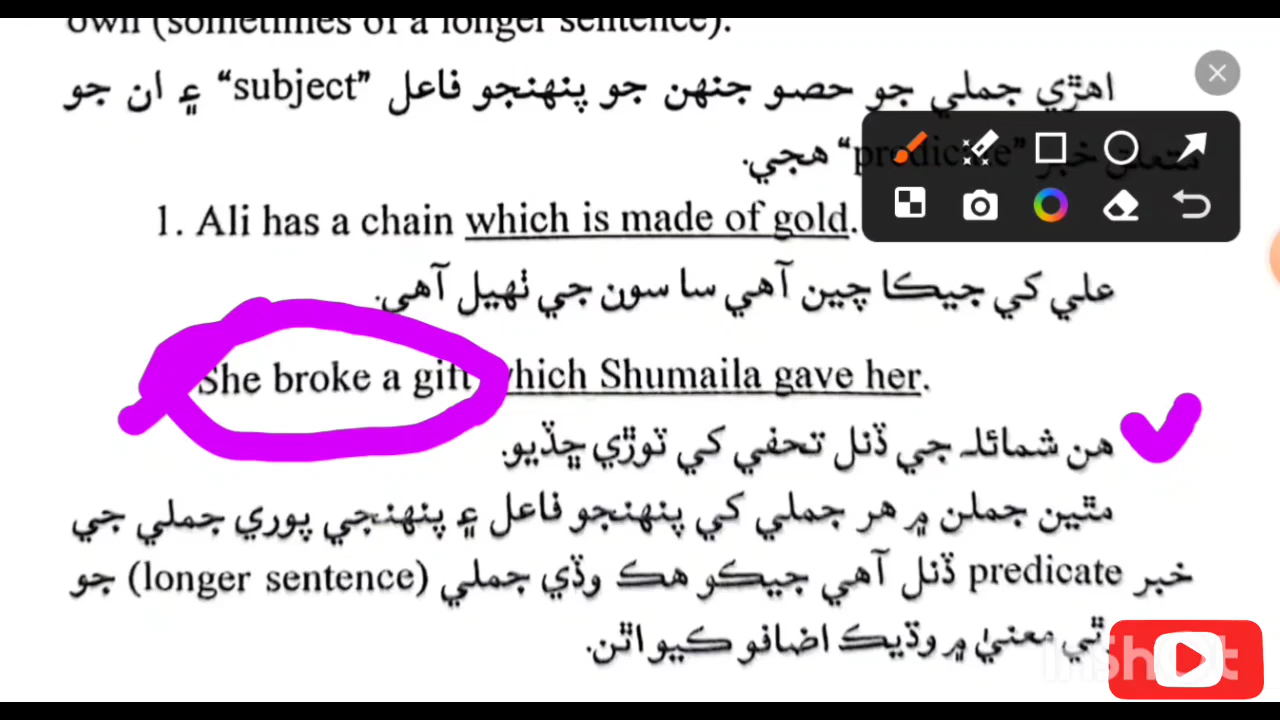 own (sometimes of a longer sentence).
اهڙي جملي جو حصو جنهن جو پنهنجو فاعل ”subject“ ۽ ان جو
متعلق خبر ”predicate“ هجي.
1. Ali has a chain which is made of gold.
علي کي جيڪا چين آهي سا سون جي ٺهيل آهي.
She broke a gift which Shumaila gave her.
هن شمائلہ جي ڏنل تحفي کي ٽوڙي ڇڏيو.
مٿين جملن ۾ هر جملي کي پنهنجو فاعل ۽ پنهنجي پوري جملي جي
خبر predicate ڏنل آهي جيڪو هڪ وڏي جملي (longer sentence) جو
ٿي معنيٰ ۾ وڌيڪ اضافو ڪيو اٿن.
InShot